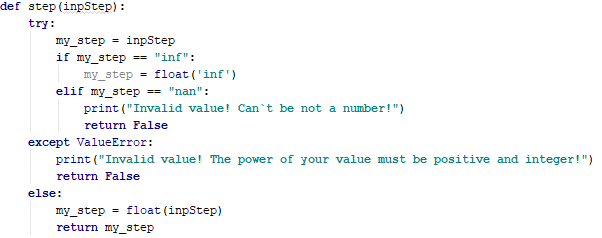 def step(inpStep):
    try:
        my_step = inpStep
        if my_step == "inf":
            my_step = float('inf')
        elif my_step == "nan":
            print("Invalid value! Can`t be not a number!")
            return False
    except ValueError:
        print("Invalid value! The power of your value must be positive and integer!")
        return False
    else:
        my_step = float(inpStep)
        return my_step